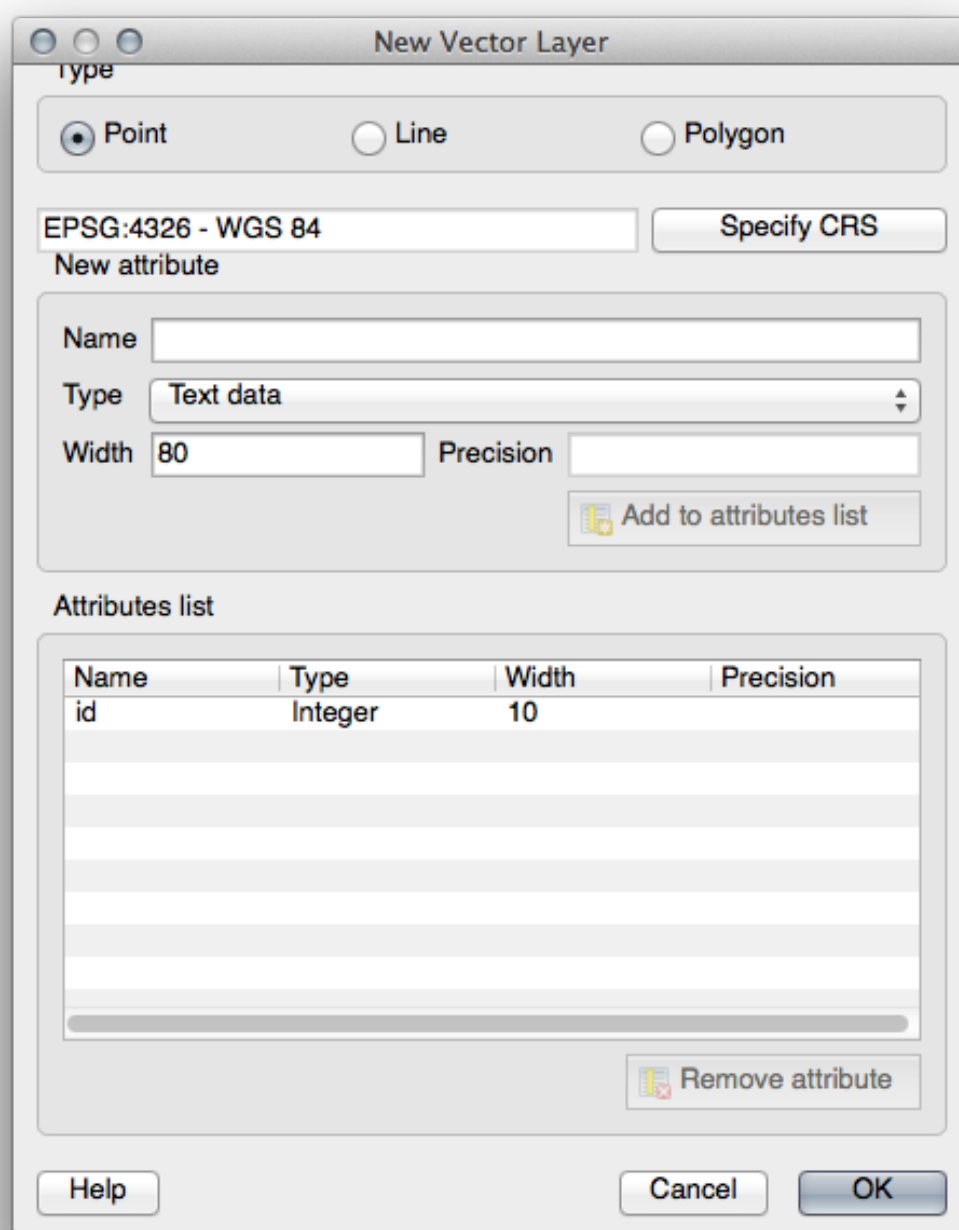 New Vector Layer
Type
Point Line Polygon
EPSG:4326 - WGS 84 Specify CRS
New attribute
Name
Type Text data
Width 80 Precision
Add to attributes list
Attributes list
Name Type Width Precision
id Integer 10
Remove attribute
Help Cancel OK